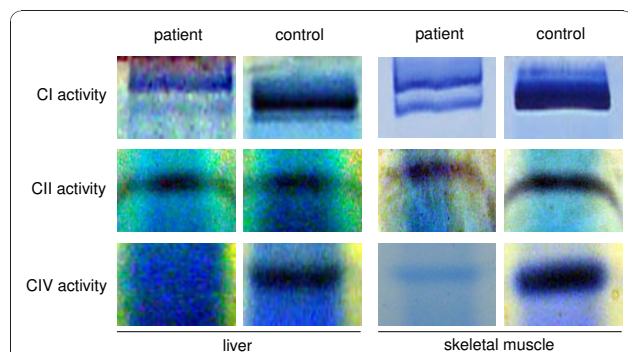 patient control patient control
CI activity
CII activity
CIV activity
liver skeletal muscle